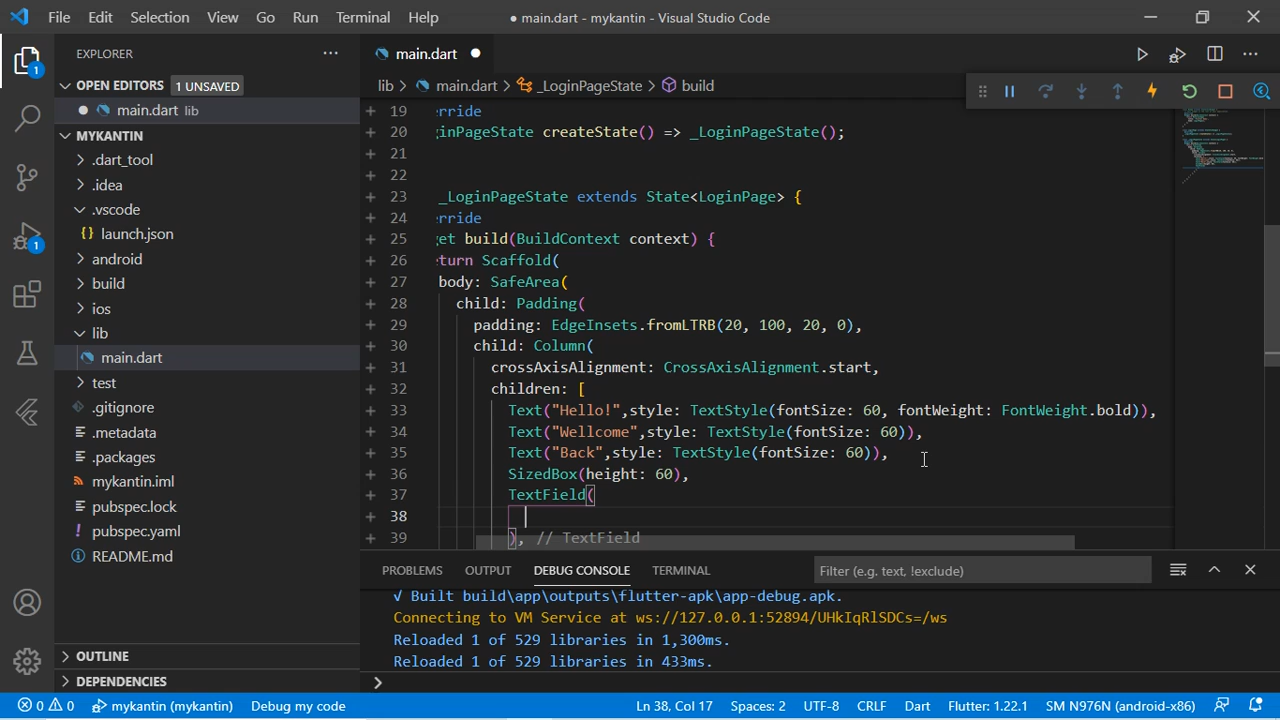 File Edit Selection View Go Run Terminal Help
● main.dart - mykantin - Visual Studio Code
EXPLORER
OPEN EDITORS 1 UNSAVED
main.dart lib
MYKANTIN
.dart_tool
.idea
.vscode
{} launch.json
android
build
ios
lib
main.dart
test
.gitignore
.metadata
.packages
mykantin.iml
pubspec.lock
pubspec.yaml
README.md
OUTLINE
DEPENDENCIES
1
1
main.dart
lib > main.dart > _LoginPageState > build
19 rride
20 ginPageState createState() => _LoginPageState();
21
22
23 _LoginPageState extends State<LoginPage> {
24 rride
25 get build(BuildContext context) {
26 turn Scaffold(
27 body: SafeArea(
28 child: Padding(
29 padding: EdgeInsets.fromLTRB(20, 100, 20, 0),
30 child: Column(
31 crossAxisAlignment: CrossAxisAlignment.start,
32 children: [
33 Text("Hello!",style: TextStyle(fontSize: 60, fontWeight: FontWeight.bold)),
34 Text("Wellcome",style: TextStyle(fontSize: 60)),
35 Text("Back",style: TextStyle(fontSize: 60)),
36 SizedBox(height: 60),
37 TextField(
38
39 ), // TextField
PROBLEMS OUTPUT DEBUG CONSOLE TERMINAL Filter (e.g. text, !exclude)
√ Built build\app\outputs\flutter-apk\app-debug.apk.
Connecting to VM Service at ws://127.0.0.1:52894/UHkIqRlSDCs=/ws
Reloaded 1 of 529 libraries in 1,300ms.
Reloaded 1 of 529 libraries in 433ms.
0 0 mykantin (mykantin) Debug my code Ln 38, Col 17 Spaces: 2 UTF-8 CRLF Dart Flutter: 1.22.1 SM N976N (android-x86)